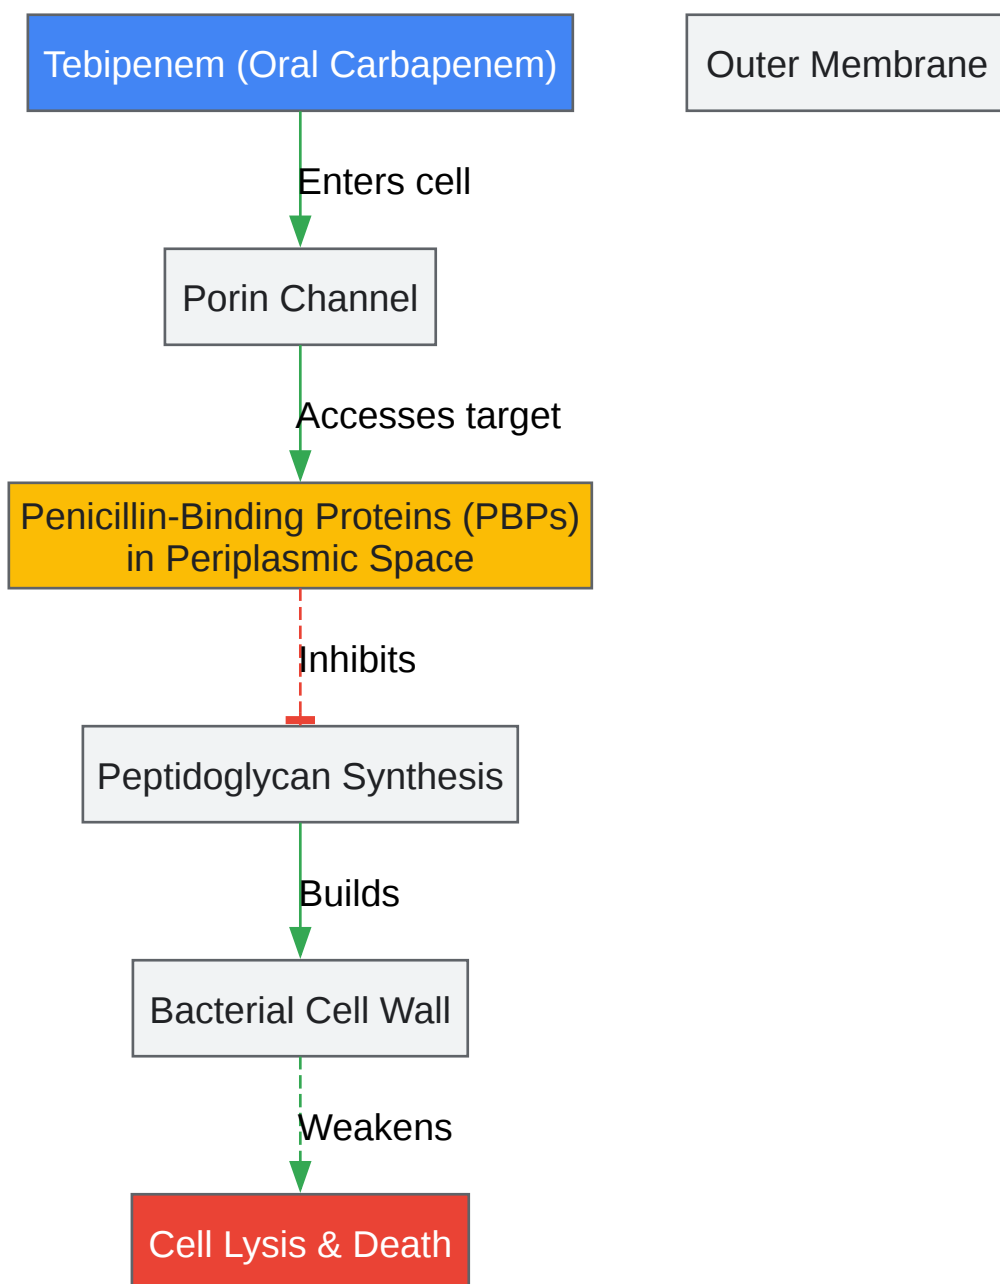 Tebipenem (Oral Carbapenem)
Outer Membrane
Enters cell
Porin Channel
Accesses target
Penicillin-Binding Proteins (PBPs)
in Periplasmic Space
Inhibits
Peptidoglycan Synthesis
Builds
Bacterial Cell Wall
Weakens
Cell Lysis & Death